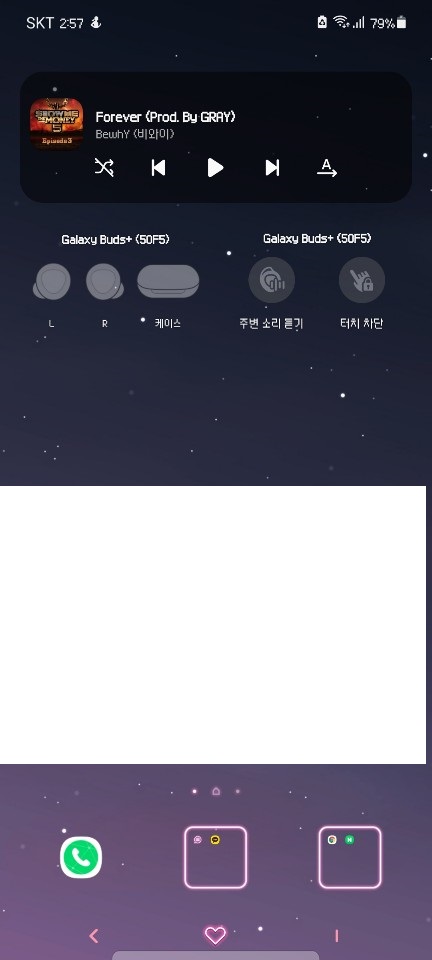 SKT 2:57
79%
SHOW ME
THE MONEY
5
Episode 3
Forever (Prod. By GRAY)
BewhY (비와이)
A
Galaxy Buds+ (50F5)
Galaxy Buds+ (50F5)
L
R
케이스
주변 소리 듣기
터치 차단